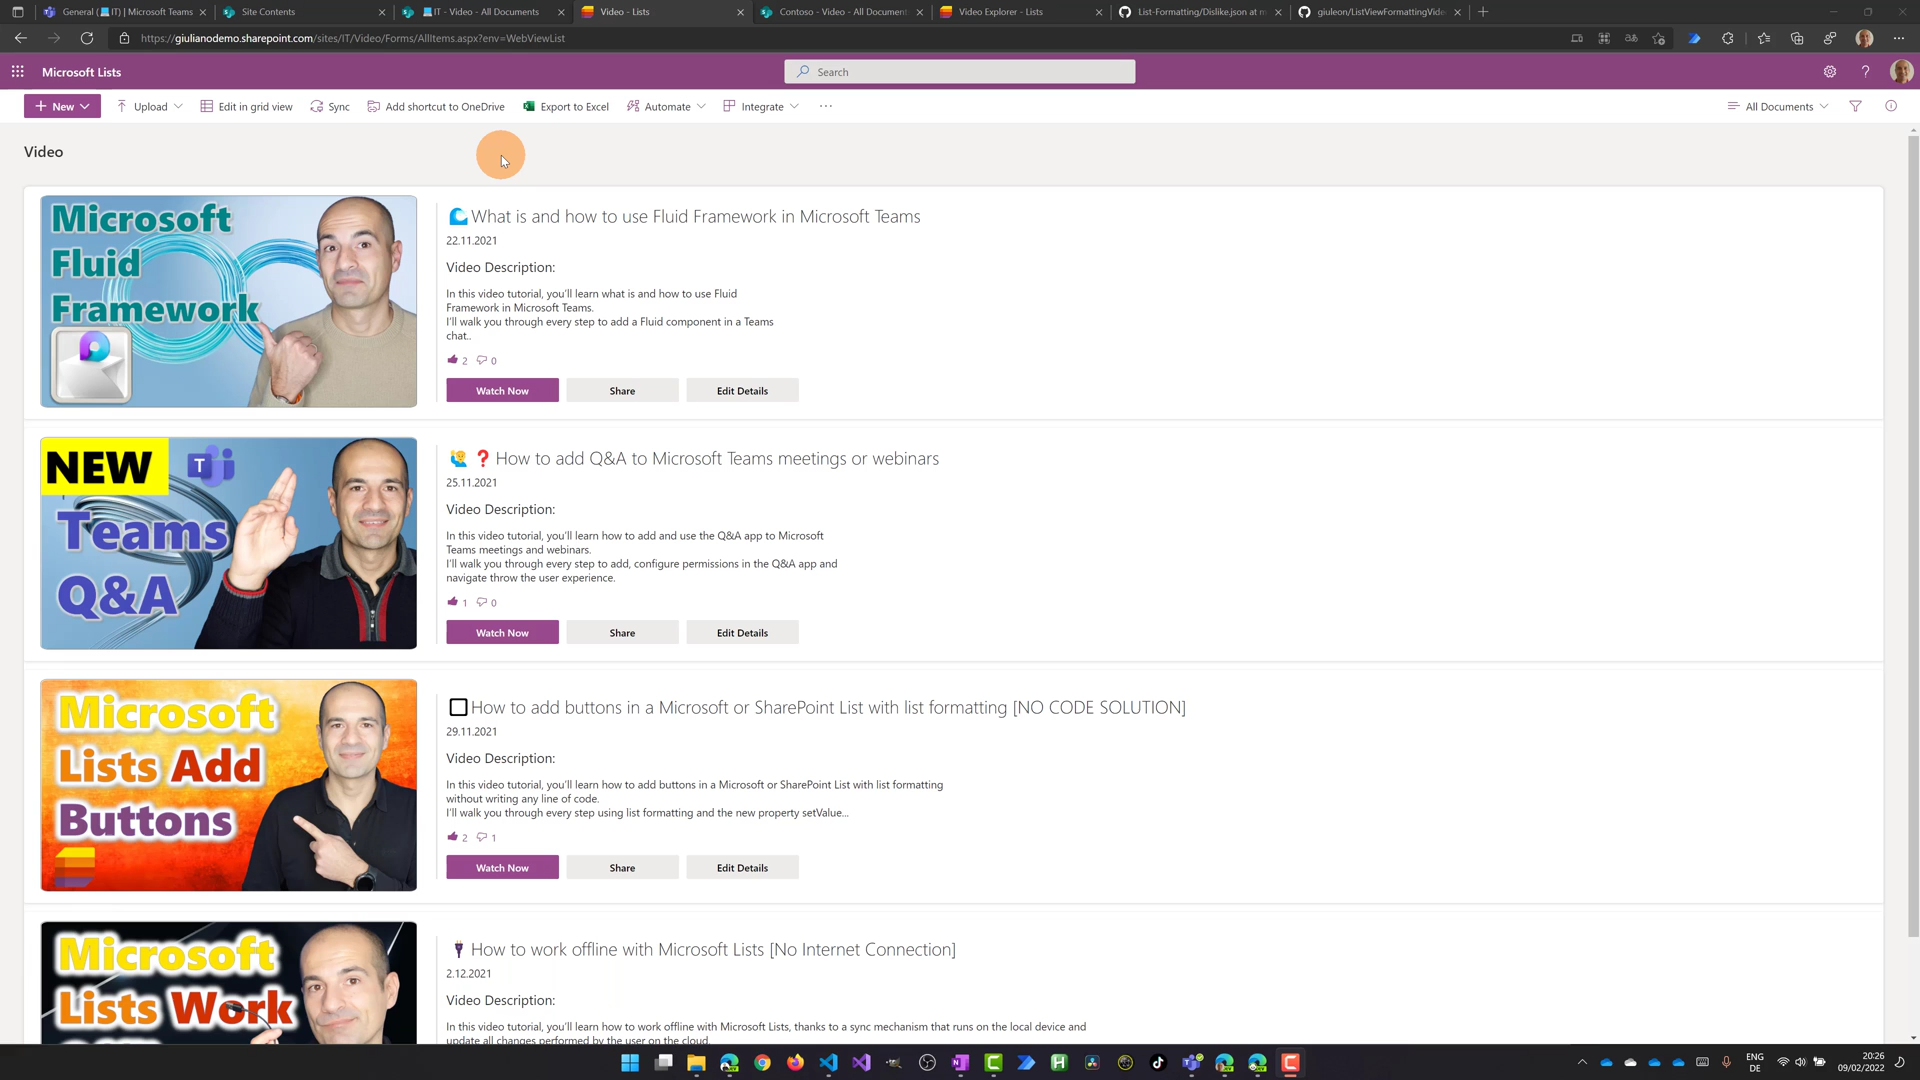 General (💻IT) | Microsoft Teams
Site Contents
💻IT - Video - All Documents
Video - Lists
Contoso - Video - All Document
Video Explorer - Lists
List-Formatting/Dislike.json at m
giuleon/ListViewFormattingVide
https://giulianodemo.sharepoint.com/sites/IT/Video/Forms/AllItems.aspx?env=WebViewList
Microsoft Lists
Search
New
Upload
Edit in grid view
Sync
Add shortcut to OneDrive
Export to Excel
Automate
Integrate
All Documents
Video
Microsoft
Fluid
Framework
🌊What is and how to use Fluid Framework in Microsoft Teams
22.11.2021
Video Description:
In this video tutorial, you'll learn what is and how to use Fluid
Framework in Microsoft Teams.
I'll walk you through every step to add a Fluid component in a Teams
chat..
2 0
Watch Now
Share
Edit Details
NEW
T
Teams
Q&A
🙋❓ How to add Q&A to Microsoft Teams meetings or webinars
25.11.2021
Video Description:
In this video tutorial, you'll learn how to add and use the Q&A app to Microsoft
Teams meetings and webinars.
I'll walk you through every step to add, configure permissions in the Q&A app and
navigate throw the user experience.
1 0
Watch Now
Share
Edit Details
Microsoft
Lists Add
Buttons
How to add buttons in a Microsoft or SharePoint List with list formatting [NO CODE SOLUTION]
29.11.2021
Video Description:
In this video tutorial, you'll learn how to add buttons in a Microsoft or SharePoint List with list formatting
without writing any line of code.
I'll walk you through every step using list formatting and the new property setValue...
2 1
Watch Now
Share
Edit Details
Microsoft
Lists Work
How to work offline with Microsoft Lists [No Internet Connection]
2.12.2021
Video Description:
In this video tutorial, you'll learn how to work offline with Microsoft Lists, thanks to a sync mechanism that runs on the local device and
update all changes performed by the user on the cloud.
ENG
DE
20:26
09/02/2022